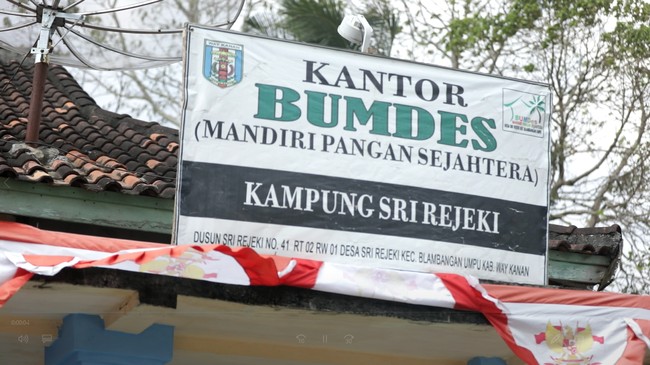 KANTOR
BUMDES
(MANDIRI PANGAN SEJAHTERA)
KAMPUNG SRI REJEKI
DUSUN SRI REJEKI NO. 41 RT 02 RW 01 DESA SRI REJEKI KEC. BLAMBANGAN UMPU KAB. WAY KANAN